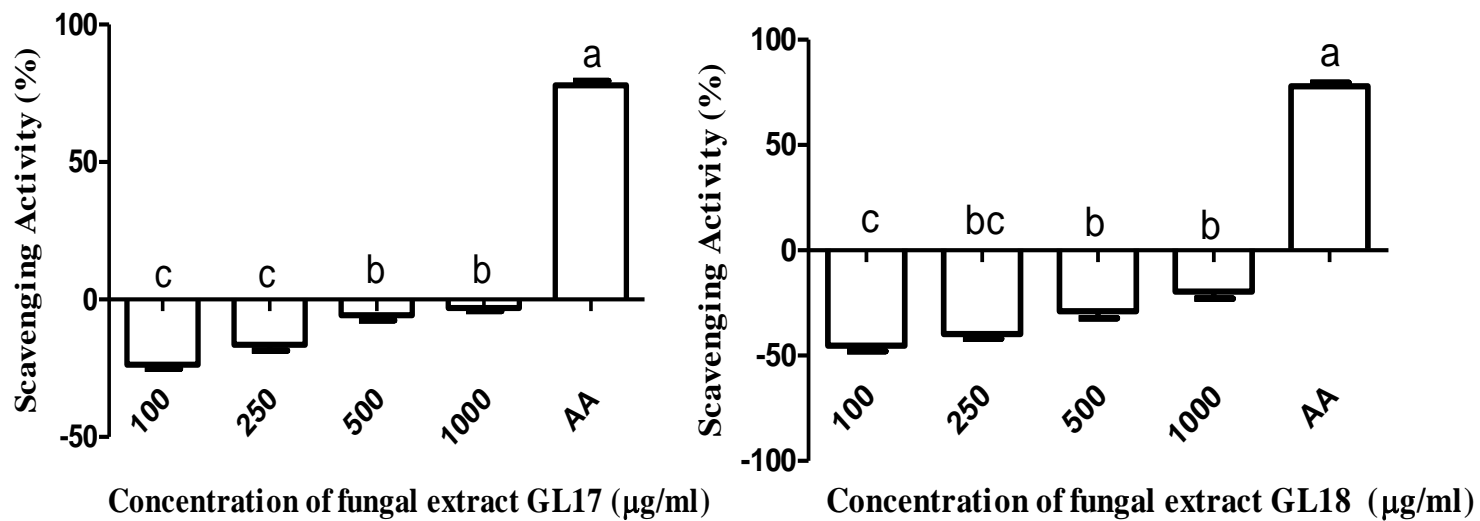 Scavenging Activity (%)
100
50
0
-50
c
c
b
b
a
100
250
500
1000
AA
Concentration of fungal extract GL17 (µg/ml)
Scavenging Activity (%)
100
50
0
-50
-100
c
bc
b
b
a
100
250
500
1000
AA
Concentration of fungal extract GL18 (µg/ml)